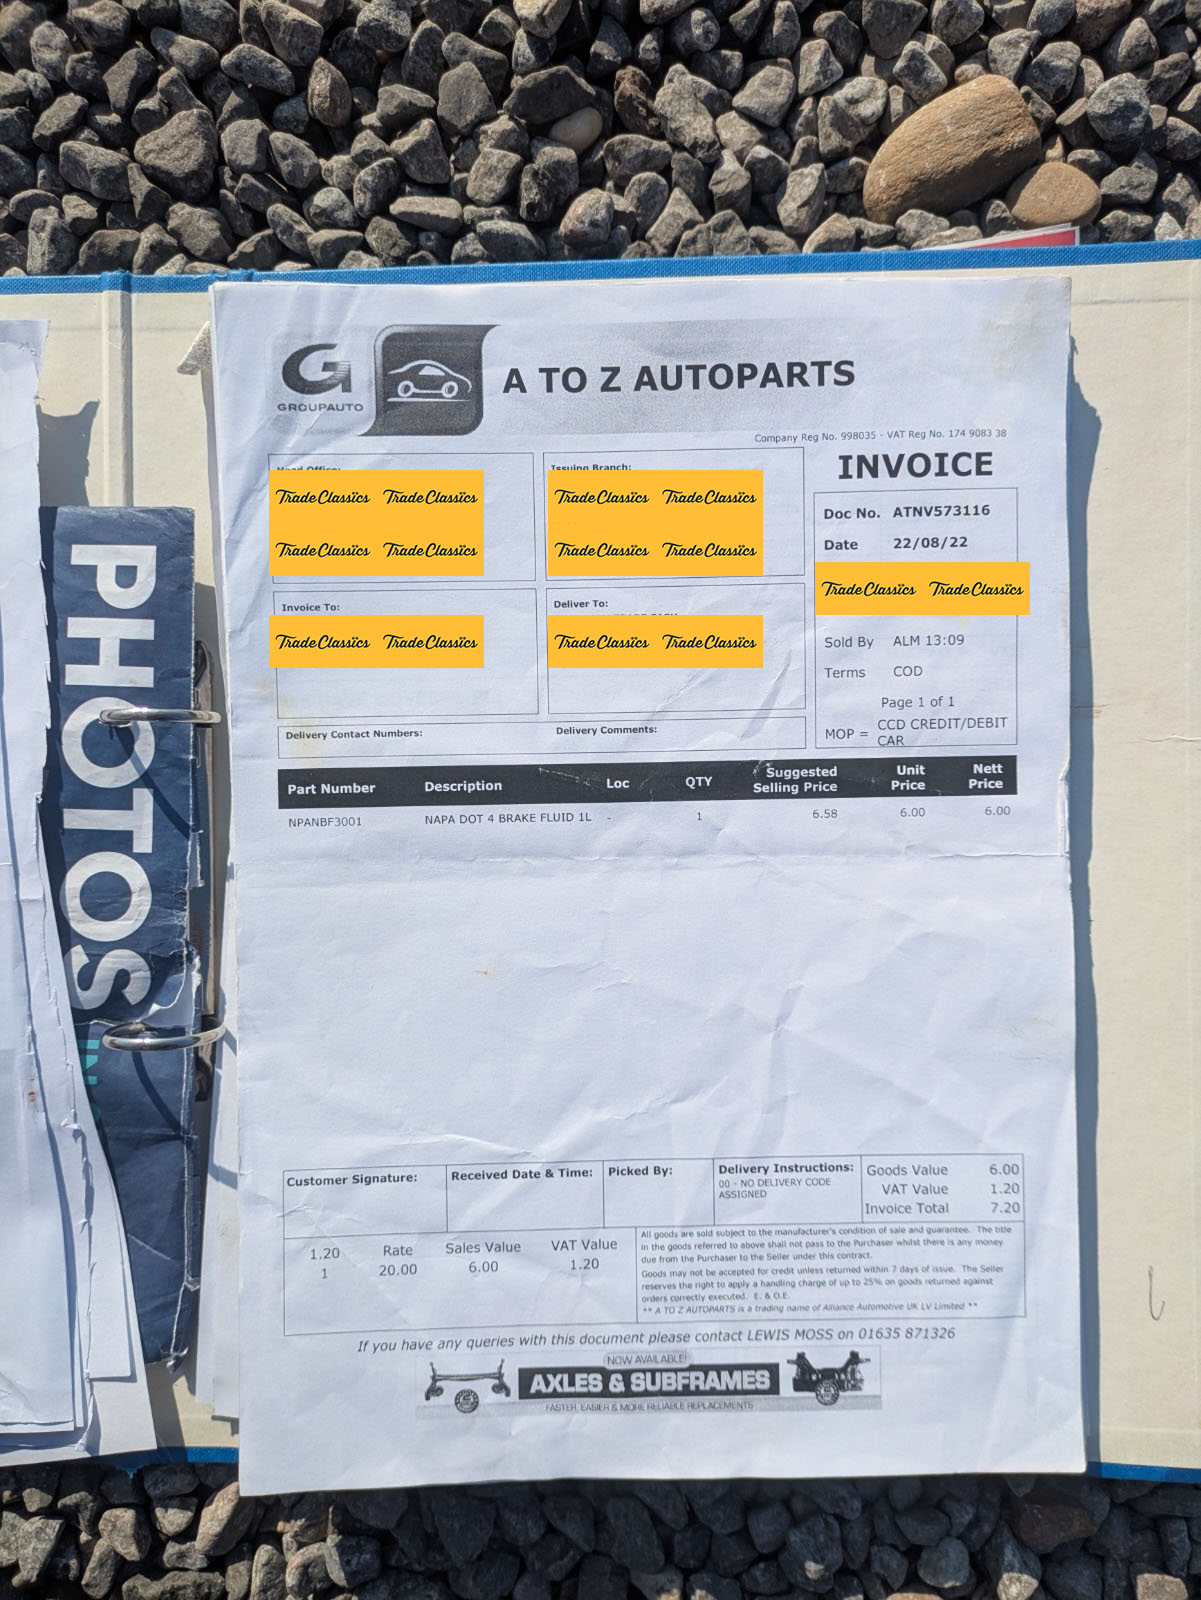 GROUPAUTO
A TO Z AUTOPARTS
Company Reg No. 998035 - VAT Reg No. 174 9083 38
INVOICE
Head Office:
Issuing Branch:
TradeClassics TradeClassics
TradeClassics TradeClassics
TradeClassics TradeClassics
TradeClassics TradeClassics
Doc No. ATNV573116
Date 22/08/22
TradeClassics TradeClassics
Invoice To:
TradeClassics TradeClassics
Deliver To:
TradeClassics TradeClassics
Sold By ALM 13:09
Terms COD
Page 1 of 1
MOP = CCD CREDIT/DEBIT
CAR
Delivery Contact Numbers: Delivery Comments:
Part Number Description Loc QTY Suggested Selling Price Unit Price Nett Price
NPANBF3001 NAPA DOT 4 BRAKE FLUID 1L - 1 6.58 6.00 6.00
Customer Signature:
Received Date & Time:
Picked By:
Delivery Instructions:
00 - NO DELIVERY CODE
ASSIGNED
Goods Value 6.00
VAT Value 1.20
Invoice Total 7.20
1.20 Rate Sales Value VAT Value
1 20.00 6.00 1.20
All goods are sold subject to the manufacturer's condition of sale and guarantee. The title
in the goods referred to above shall not pass to the Purchaser whilst there is any money
due from the Purchaser to the Seller under this contract.
Goods may not be accepted for credit unless returned within 7 days of issue. The Seller
reserves the right to apply a handling charge of up to 25% on goods returned against
orders correctly executed. E. & O.E.
** A TO Z AUTOPARTS is a trading name of Alliance Automotive UK LV Limited **
If you have any queries with this document please contact LEWIS MOSS on 01635 871326
NOW AVAILABLE!
AXLES & SUBFRAMES
FASTER, EASIER & MORE RELIABLE REPLACEMENTS
PHOTOS